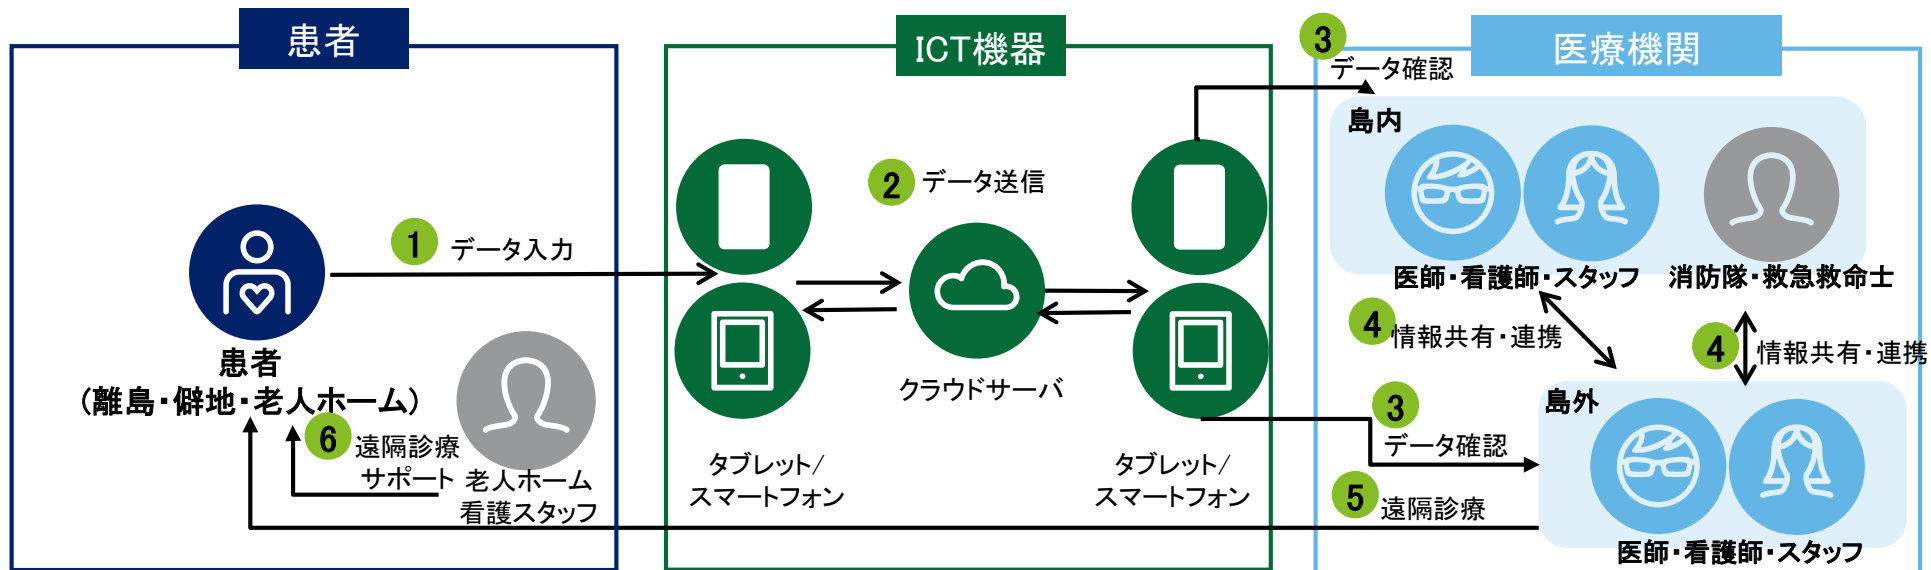 患者
ICT機器
医療機関
3
データ確認
島内
2 データ送信
1 データ入力
医師・看護師・スタッフ
消防隊・救急救命士
4 情報共有・連携
4 情報共有・連携
患者
(離島・僻地・老人ホーム)
クラウドサーバ
島外
3
データ確認
6 遠隔診療
サポート
老人ホーム
看護スタッフ
タブレット/
スマートフォン
タブレット/
スマートフォン
5 遠隔診療
医師・看護師・スタッフ